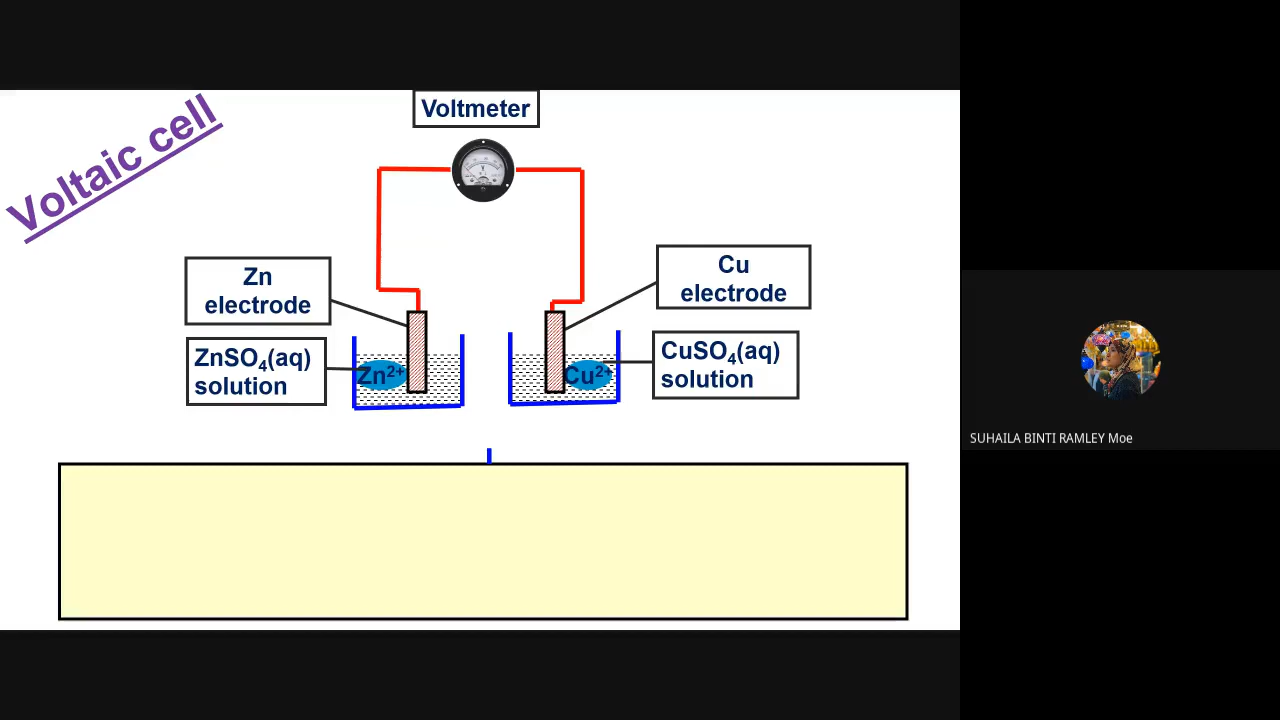 Voltaic cell
Voltmeter
Zn
electrode
Cu
electrode
ZnSO₄(aq)
solution
Zn²⁺
Cu²⁺
CuSO₄(aq)
solution
SUHAILA BINTI RAMLEY Moe